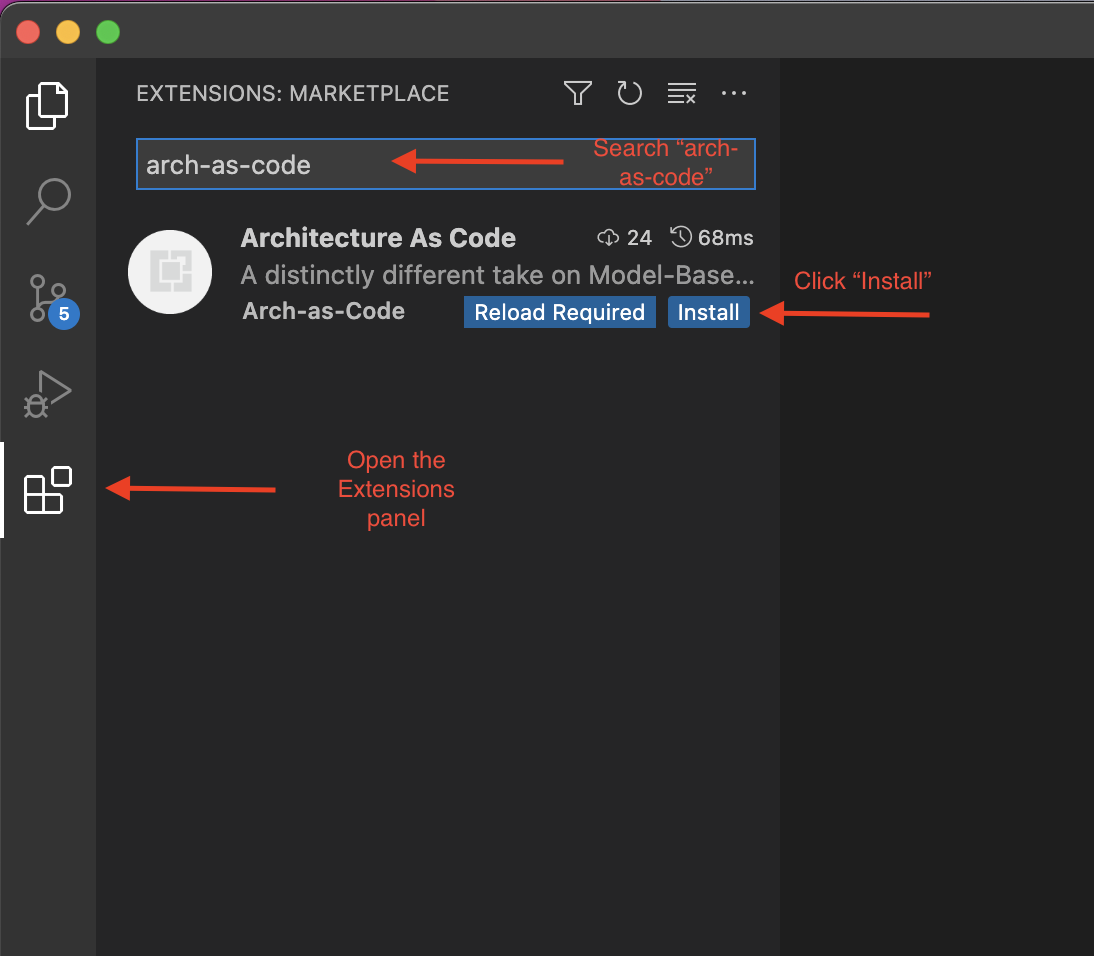 EXTENSIONS: MARKETPLACE
arch-as-code
Search “arch-
as-code”
Architecture As Code 24 68ms
A distinctly different take on Model-Base...
Arch-as-Code Reload Required Install
Click “Install”
5
Open the
Extensions
panel